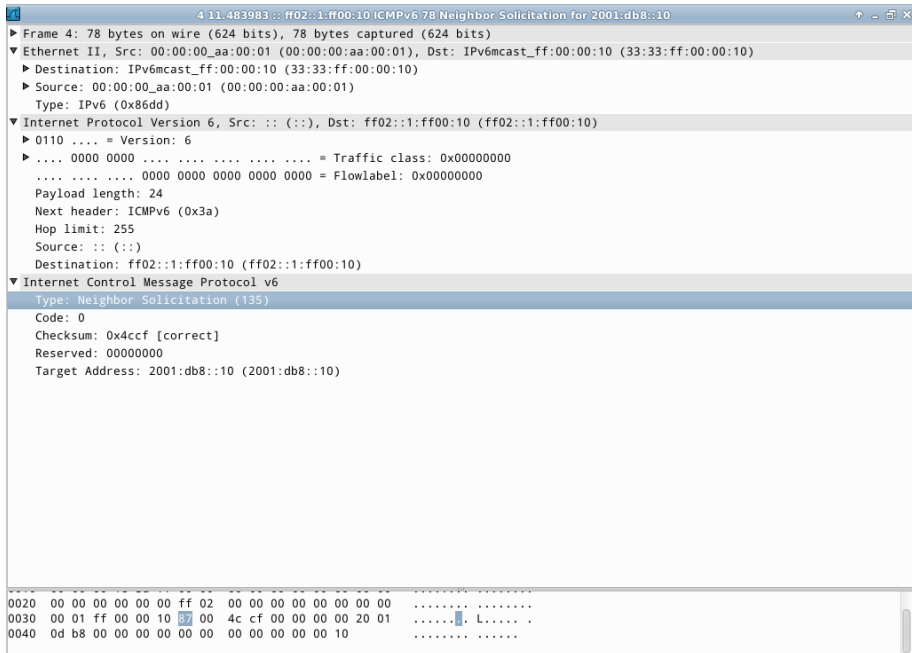 4 11.483983 :: ff02::1:ff00:10 ICMPv6 78 Neighbor Solicitation for 2001:db8::10
Frame 4: 78 bytes on wire (624 bits), 78 bytes captured (624 bits)
Ethernet II, Src: 00:00:00_aa:00:01 (00:00:00:aa:00:01), Dst: IPv6mcast_ff:00:00:10 (33:33:ff:00:00:10)
Destination: IPv6mcast_ff:00:00:10 (33:33:ff:00:00:10)
Source: 00:00:00_aa:00:01 (00:00:00:aa:00:01)
Type: IPv6 (0x86dd)
Internet Protocol Version 6, Src: :: (::), Dst: ff02::1:ff00:10 (ff02::1:ff00:10)
0110 .... = Version: 6
.... 0000 0000 .... .... .... .... .... = Traffic class: 0x00000000
.... .... .... 0000 0000 0000 0000 0000 = Flowlabel: 0x00000000
Payload length: 24
Next header: ICMPv6 (0x3a)
Hop limit: 255
Source: :: (::)
Destination: ff02::1:ff00:10 (ff02::1:ff00:10)
Internet Control Message Protocol v6
Type: Neighbor Solicitation (135)
Code: 0
Checksum: 0x4ccf [correct]
Reserved: 00000000
Target Address: 2001:db8::10 (2001:db8::10)
0020 00 00 00 00 00 00 ff 02 00 00 00 00 00 00 00 00 ........ ........
0030 00 01 ff 00 00 10 87 00 4c cf 00 00 00 00 20 01 ........ L..... .
0040 0d b8 00 00 00 00 00 00 00 00 00 00 00 10 ........ ......